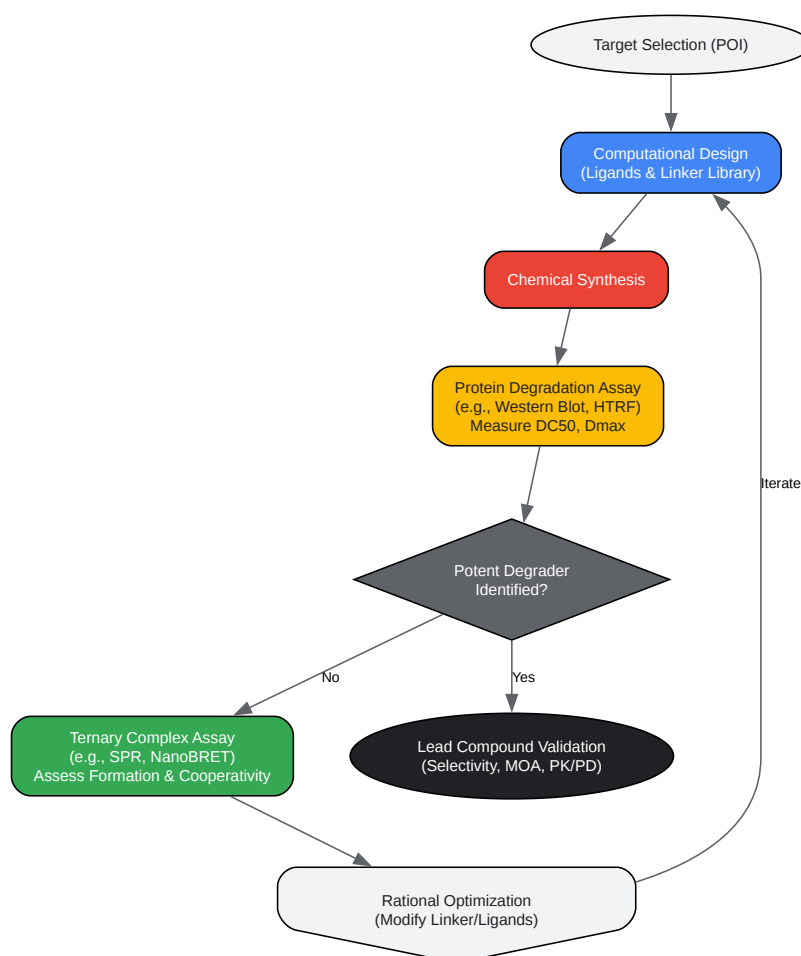 Target Selection (POI)
Computational Design
(Ligands & Linker Library)
Chemical Synthesis
Protein Degradation Assay
(e.g., Western Blot, HTRF)
Measure DC50, Dmax
Iterate
Potent Degrader
Identified?
No
Yes
Ternary Complex Assay
(e.g., SPR, NanoBRET)
Assess Formation & Cooperativity
Lead Compound Validation
(Selectivity, MOA, PK/PD)
Rational Optimization
(Modify Linker/Ligands)